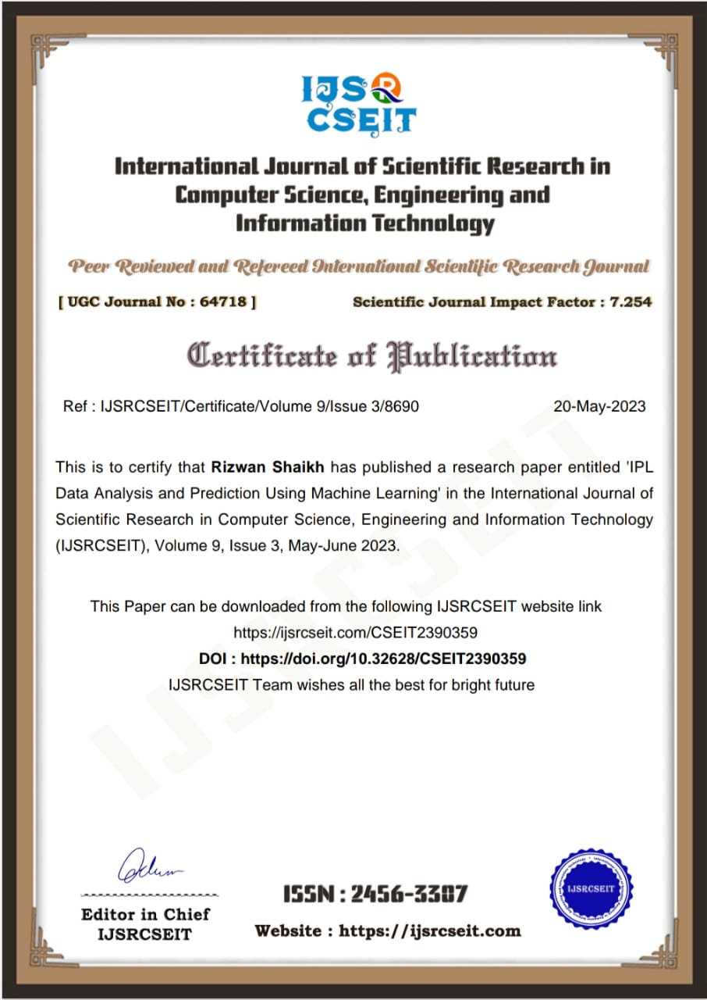 IJSR
CSEIT
International Journal of Scientific Research in
Computer Science, Engineering and
Information Technology
Peer Reviewed and Refereed International Scientific Research Journal
[ UGC Journal No : 64718 ]
Scientific Journal Impact Factor : 7.254
Certificate of Publication
Ref : IJSRCSEIT/Certificate/Volume 9/Issue 3/8690
20-May-2023
This is to certify that Rizwan Shaikh has published a research paper entitled 'IPL
Data Analysis and Prediction Using Machine Learning' in the International Journal of
Scientific Research in Computer Science, Engineering and Information Technology
(IJSRCSEIT), Volume 9, Issue 3, May-June 2023.
This Paper can be downloaded from the following IJSRCSEIT website link
https://ijsrcseit.com/CSEIT2390359
DOI : https://doi.org/10.32628/CSEIT2390359
IJSRCSEIT Team wishes all the best for bright future
IJSRCSEIT
Editor in Chief
IJSRCSEIT
ISSN : 2456-3307
Website : https://ijsrcseit.com
IJSRCSEIT